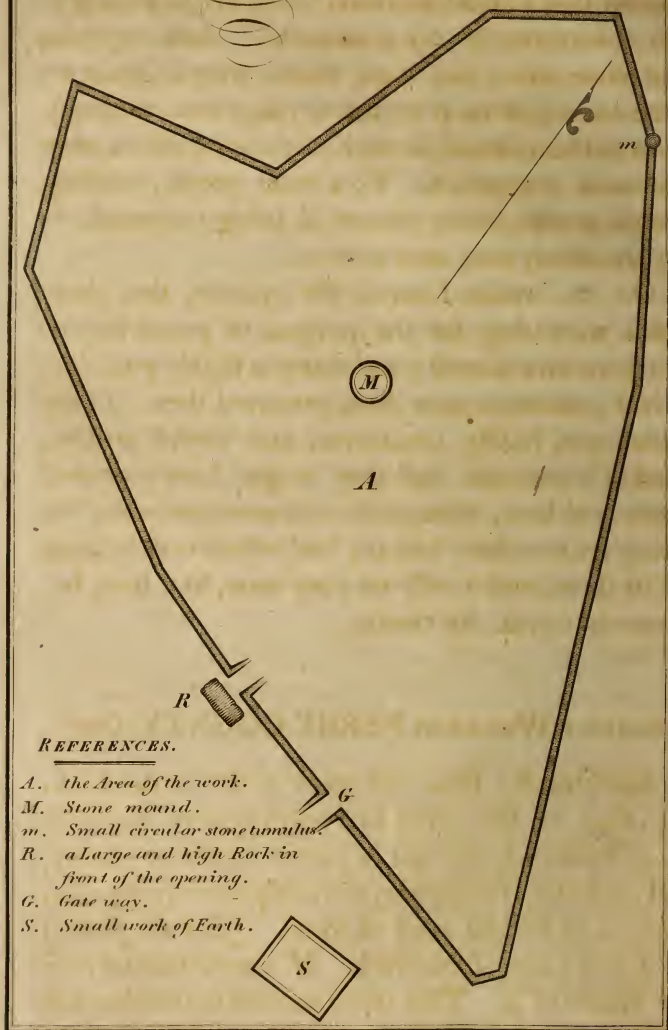 m
M
A
R
G
REFERENCES.
A. the Area of the work.
M. Stone mound.
m. Small circular stone tumulus.
R. a Large and high Rock in
front of the opening.
G. Gate way.
S. Small work of Earth.
S